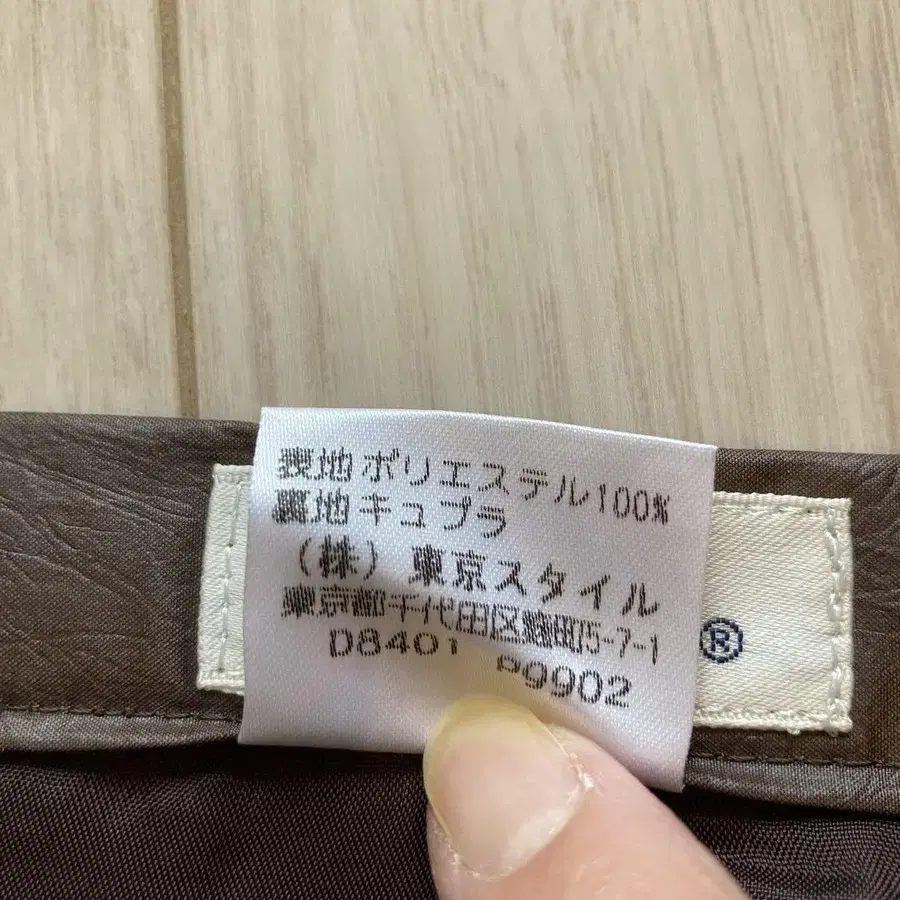 表地 ポリエステル100%
裏地 キュプラ
(株) 東京スタイル
東京都千代田区麹町5-7-1
D8401 P9902
®